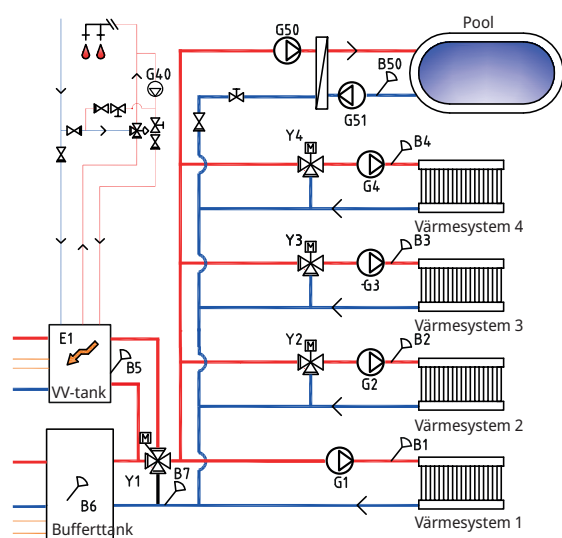 Pool
G50
B50
G40
G51
Y4
M
B4
G4
Värmesystem 4
Y3
M
B3
G3
Värmesystem 3
Y2
M
B2
G2
E1
B5
VV-tank
Värmesystem 2
M
B1
Y1
B7
G1
B6
Bufferttank
Värmesystem 1